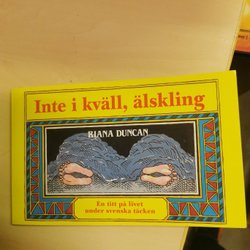 Inte i kväll, älskling
RIANA DUNCAN
En titt på livet
under svenska täcken